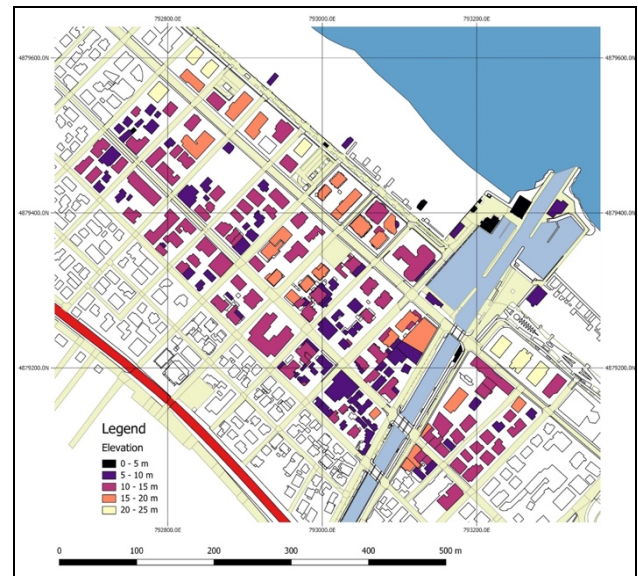 792800.0E 793000.0E 793200.0E
4879600.0N 4879600.0N
4879400.0N 4879400.0N
4879200.0N 4879200.0N
Legend
Elevation
0 - 5 m
5 - 10 m
10 - 15 m
15 - 20 m
20 - 25 m
792800.0E 793000.0E 793200.0E
0 100 200 300 400 500 m